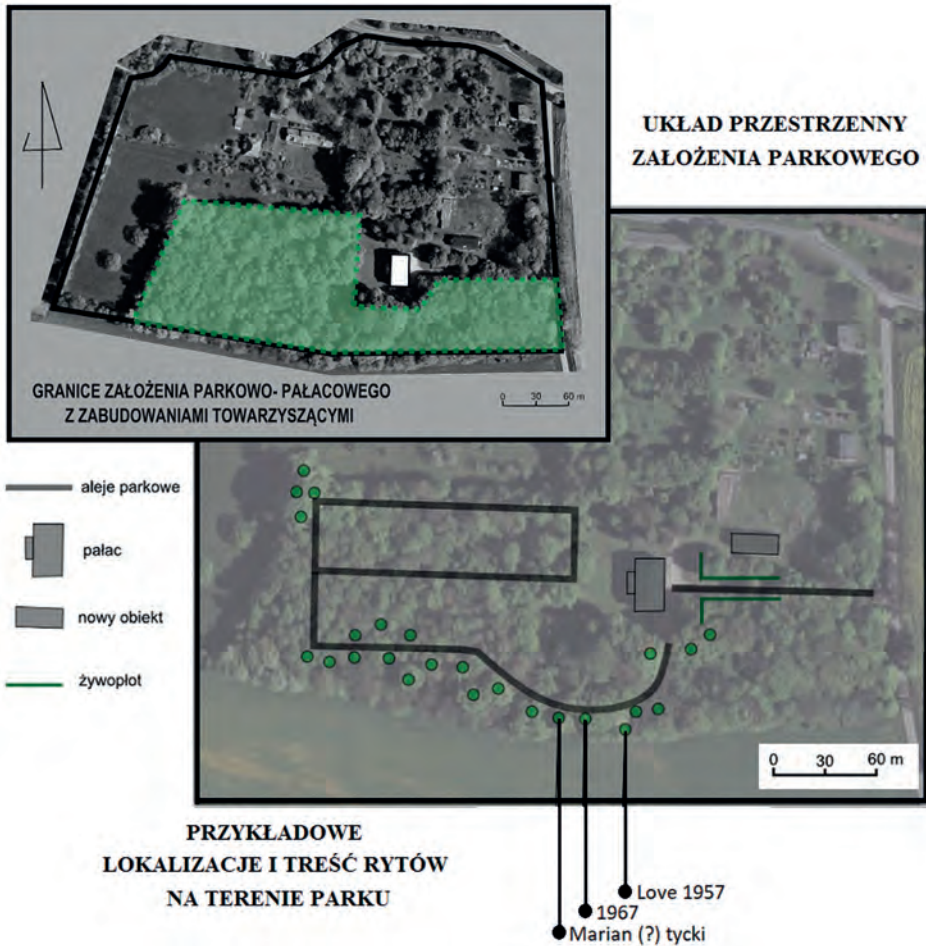 GRANICE ZAŁOŻENIA PARKOWO- PAŁACOWEGO
Z ZABUDOWANIAMI TOWARZYSZĄCYMI
0 30 60 m
UKŁAD PRZESTRZENNY
ZAŁOŻENIA PARKOWEGO
aleje parkowe
pałac
nowy obiekt
żywopłot
0 30 60 m
PRZYKŁADOWE
LOKALIZACJE I TREŚĆ RYTÓW
NA TERENIE PARKU
Love 1957
1967
Marian (?) tycki